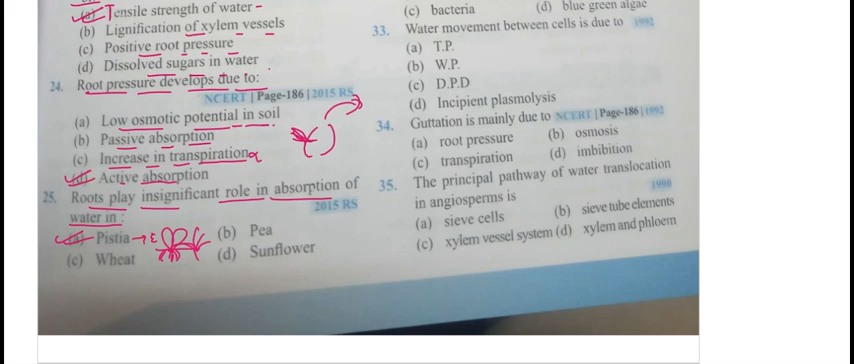 (a) Tensile strength of water
(b) Lignification of xylem vessels
(c) Positive root pressure
(d) Dissolved sugars in water
24. Root pressure develops due to:
NCERT | Page-186 | 2015 RS
(a) Low osmotic potential in soil
(b) Passive absorption
(c) Increase in transpiration
(d) Active absorption
25. Roots play insignificant role in absorption of
water in :
2015 RS
(a) Pistia (b) Pea
(c) Wheat (d) Sunflower
(c) bacteria (d) blue green algae
33. Water movement between cells is due to 1992
(a) T.P.
(b) W.P.
(c) D.P.D
(d) Incipient plasmolysis
34. Guttation is mainly due to NCERT | Page-186 | 1992
(a) root pressure (b) osmosis
(c) transpiration (d) imbibition
35. The principal pathway of water translocation
in angiosperms is 1990
(a) sieve cells (b) sieve tube elements
(c) xylem vessel system (d) xylem and phloem